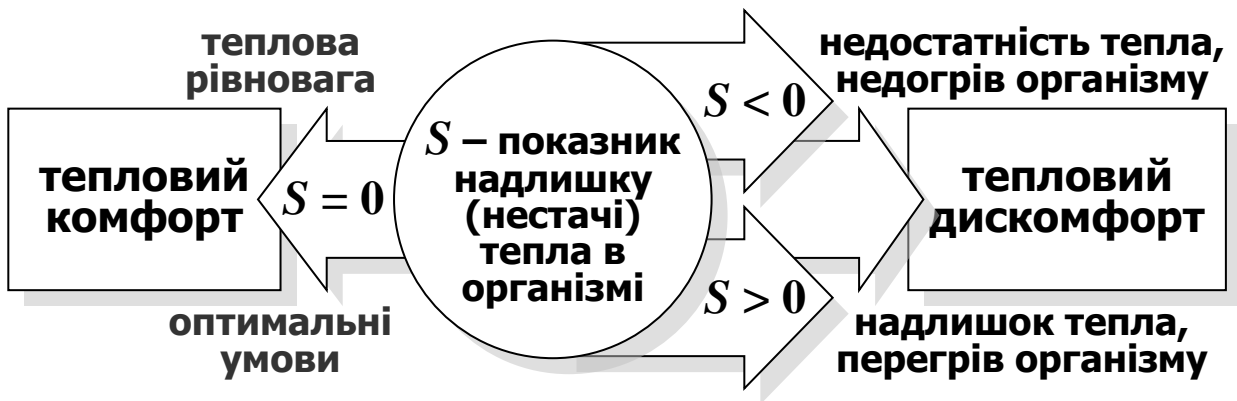 теплова
рівновага
тепловий
комфорт
S = 0
оптимальні
умови
S – показник
надлишку
(нестачі)
тепла в
організмі
S < 0
недостатність тепла,
недогрів організму
S > 0
надлишок тепла,
перегрів організму
тепловий
дискомфорт